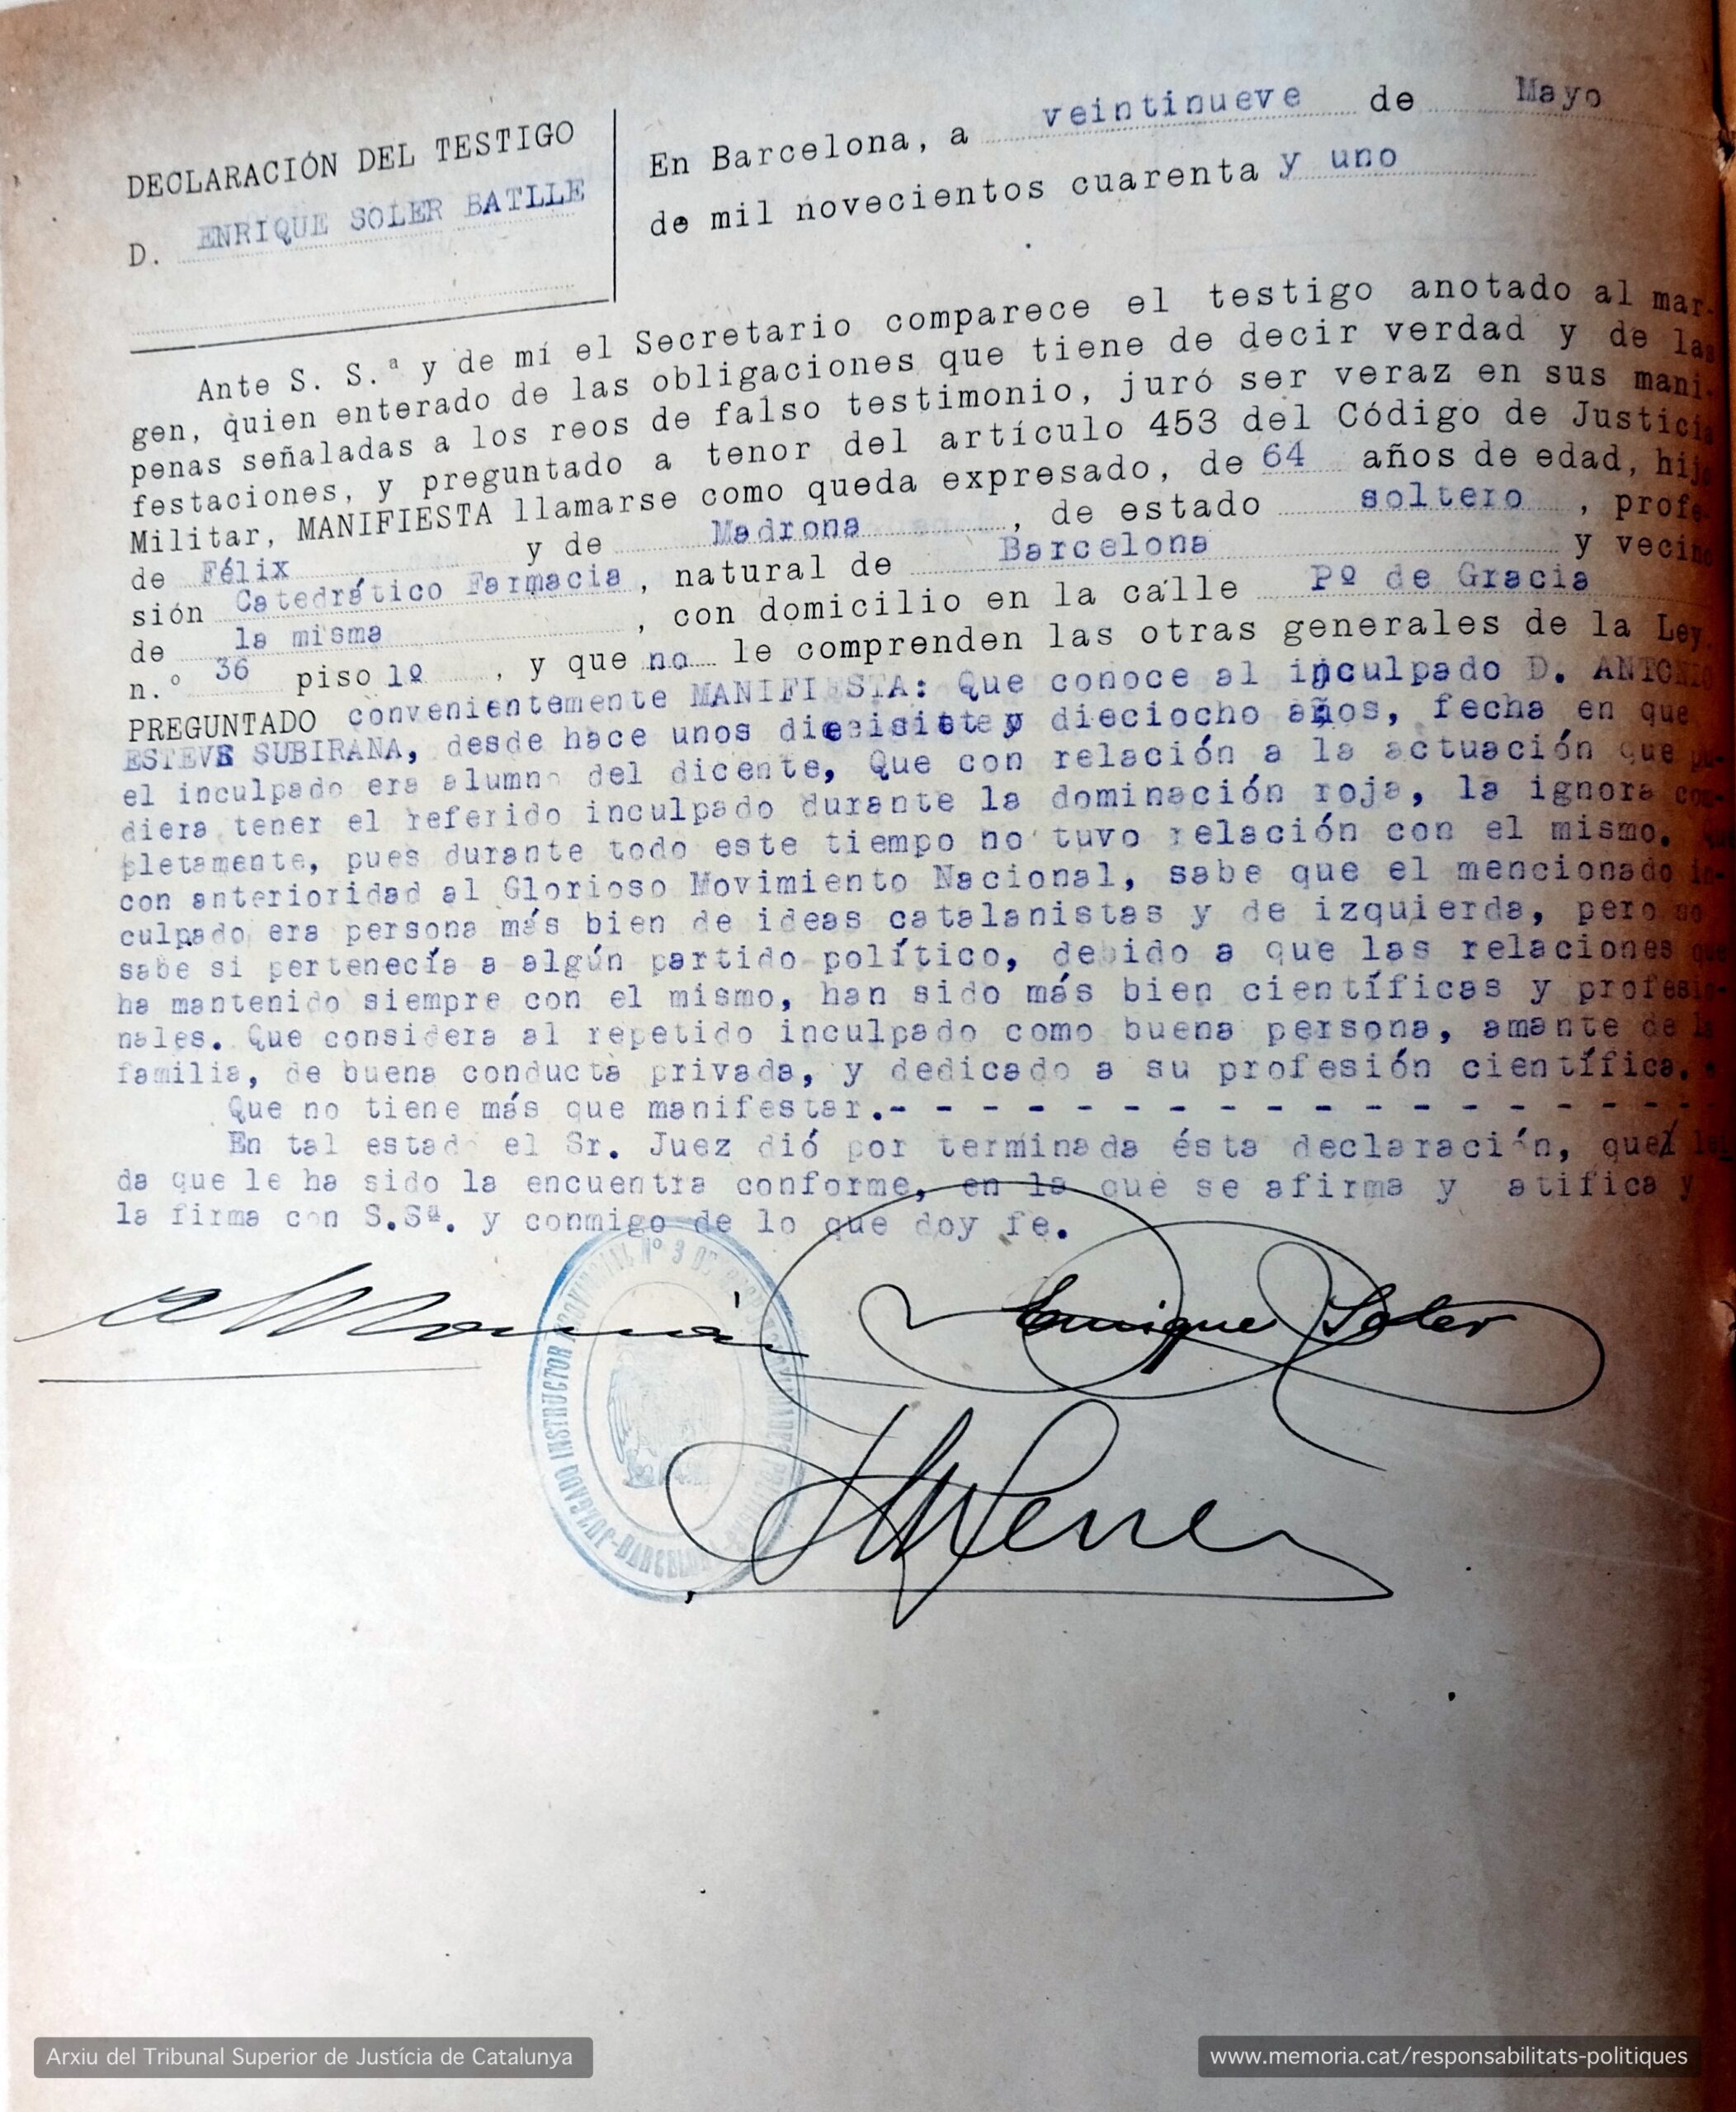 DECLARACIÓN DEL TESTIGO
D. ENRIQUE SOLER BATLLE
En Barcelona, a veintinueve de Mayo
de mil novecientos cuarenta y uno
Ante S. S.ª y de mí el Secretario comparece el testigo anotado al mar-
gen, quien enterado de las obligaciones que tiene de decir verdad y de las
penas señaladas a los reos de falso testimonio, juró ser veraz en sus mani-
festaciones, y preguntado a tenor del artículo 453 del Código de Justicia
Militar, MANIFIESTA llamarse como queda expresado, de 64 años de edad, hijo
de Félix y de Madrona, de estado soltero, profe-
sión Catedrático Farmacia, natural de Barcelona y vecino
de la misma, con domicilio en la calle Pº de Gracia
n.º 36 piso 1º, y que no le comprenden las otras generales de la Ley.
PREGUNTADO convenientemente MANIFIESTA: Que conoce al inculpado D. ANTONIO
ESTEVE SUBIRANA, desde hace unos diecisiete y dieciocho años, fecha en que
el inculpado era alumno del dicente, Que con relación a la actuación que pu-
diera tener el referido inculpado durante la dominación roja, la ignora com-
pletamente, pues durante todo este tiempo no tuvo relación con el mismo.
con anterioridad al Glorioso Movimiento Nacional, sabe que el mencionado in-
culpado era persona más bien de ideas catalanistas y de izquierda, pero no
sabe si pertenecía a algún partido político, debido a que las relaciones que
ha mantenido siempre con el mismo, han sido más bien científicas y profesio-
nales. Que considera al repetido inculpado como buena persona, amante de la
familia, de buena conducta privada, y dedicado a su profesión científica.
Que no tiene más que manifestar.- - - - - - - - - - - - - - - - - -
En tal estado el Sr. Juez dió por terminada ésta declaración, que leí
da que le ha sido la encuentra conforme, en la que se afirma y ratifica y
la firma con S.Sª. y conmigo de lo que doy fe.
Enrique Soler
JUZGADO INSTRUCTOR PROVINCIAL Nº 3 DE - BARCELONA -
Arxiu del Tribunal Superior de Justícia de Catalunya
www.memoria.cat/responsabilitats-politiques